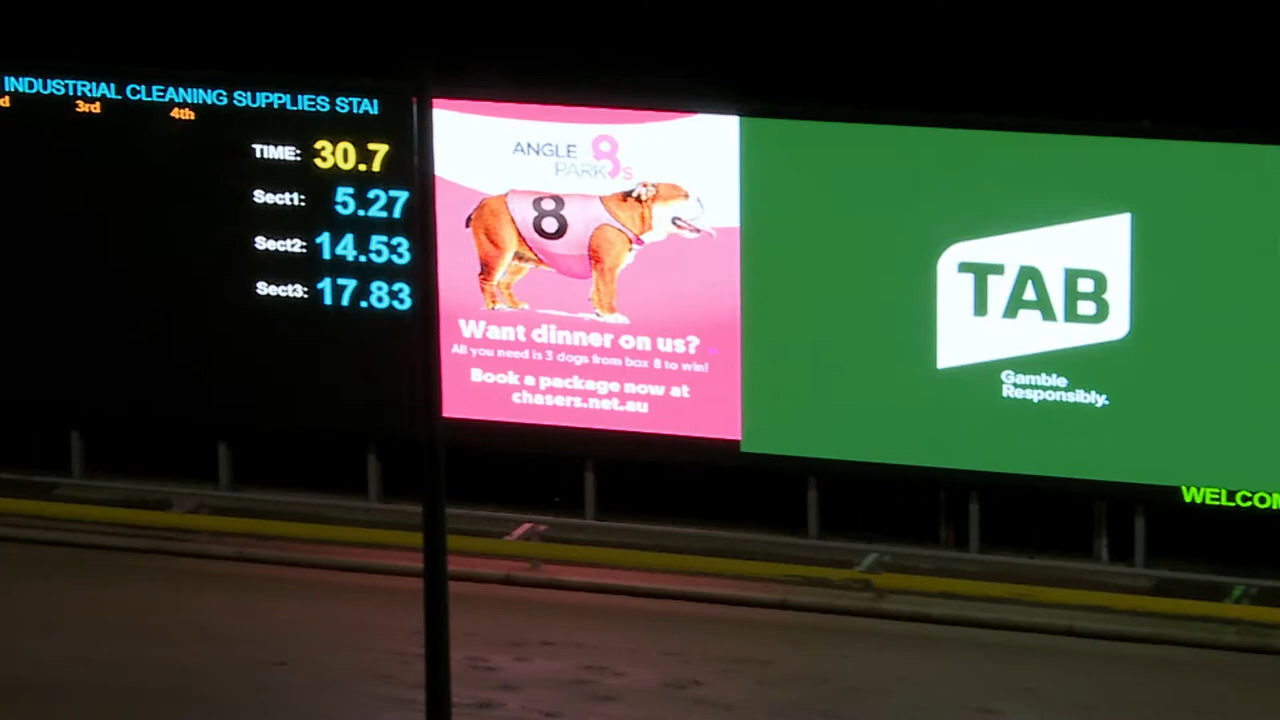 INDUSTRIAL CLEANING SUPPLIES STAI
d 3rd 4th
TIME: 30.7
Sect1: 5.27
Sect2: 14.53
Sect3: 17.83
ANGLE
PARK 8's
8
Want dinner on us?
All you need is 3 dogs from box 8 to win!
Book a package now at
chasers.net.au
TAB
Gamble
Responsibly.
WELCOM